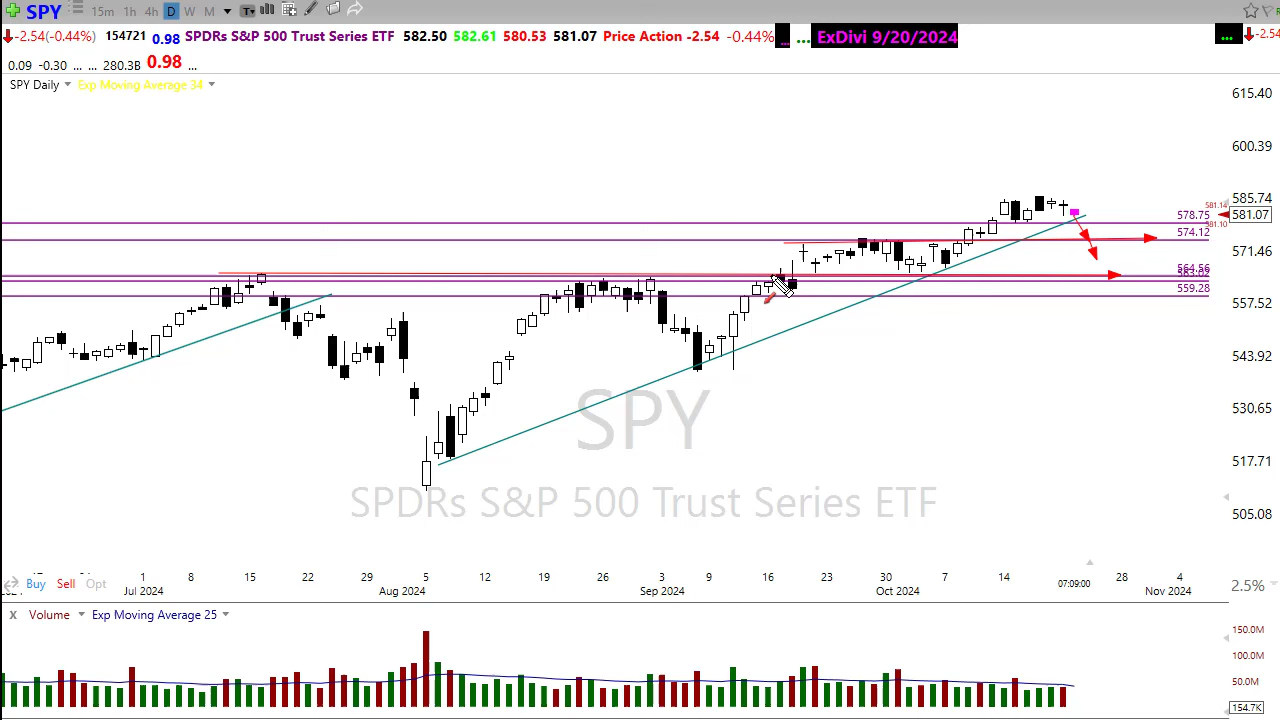 SPY 15m 1h 4h D W M T
-2.54(-0.44%) 154721 0.98 SPDRs S&P 500 Trust Series ETF 582.50 582.61 580.53 581.07 Price Action -2.54 -0.44% ... ... ExDivi 9/20/2024 ... -2.54
0.09 -0.30 ... ... 280.3B 0.98 ...
SPY Daily Exp Moving Average 34
615.40
600.39
585.74
581.14
578.75 581.07
581.10
574.12
571.46
564.56
559.28
557.52
543.92
530.65
SPY
517.71
SPDRs S&P 500 Trust Series ETF
505.08
1 8 15 22 29 5 12 19 26 3 9 16 23 30 7 14 28 4
Buy Sell Opt 07:09:00 2.5%
Jul 2024 Aug 2024 Sep 2024 Oct 2024 Nov 2024
X Volume Exp Moving Average 25
150.0M
100.0M
50.0M
154.7K